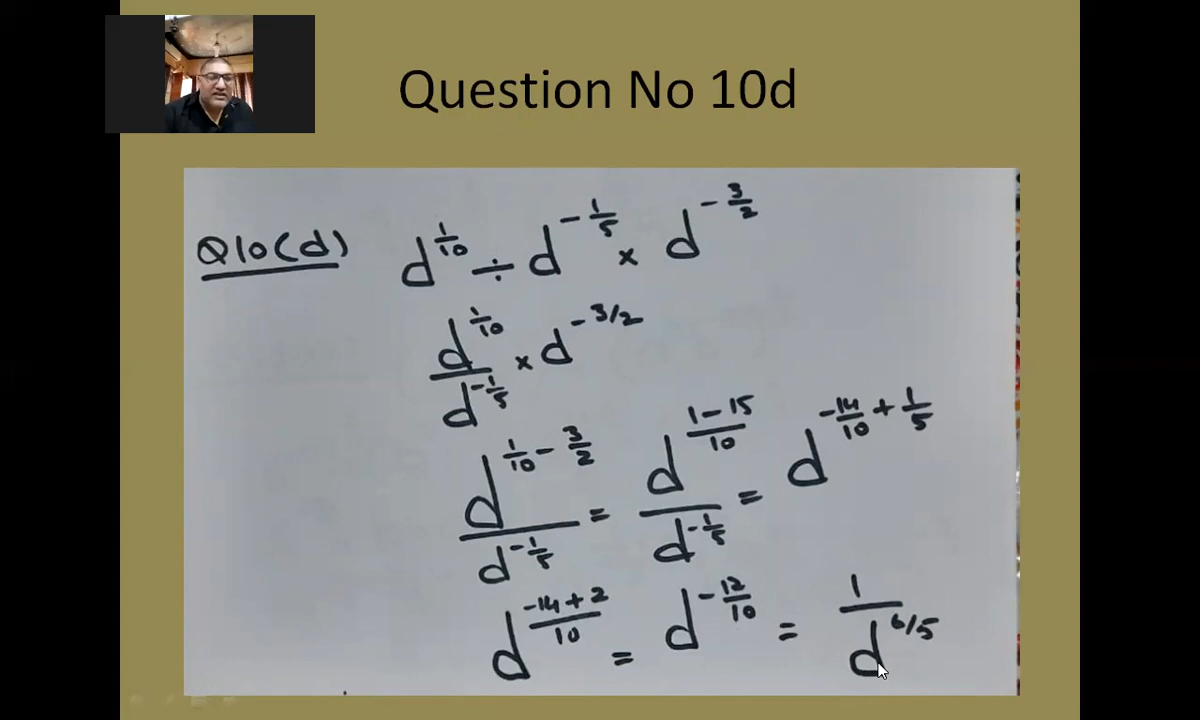 Question No 10d
Q10(d) d^{1/10} ÷ d^{-1/5} × d^{-3/2}
d^{1/10} / d^{-1/5} × d^{-3/2}
d^{1/10 - 3/2} / d^{-1/5} = d^{(1-15)/10} / d^{-1/5} = d^{-14/10 + 1/5}
d^{(-14+2)/10} = d^{-12/10} = 1 / d^{6/5}